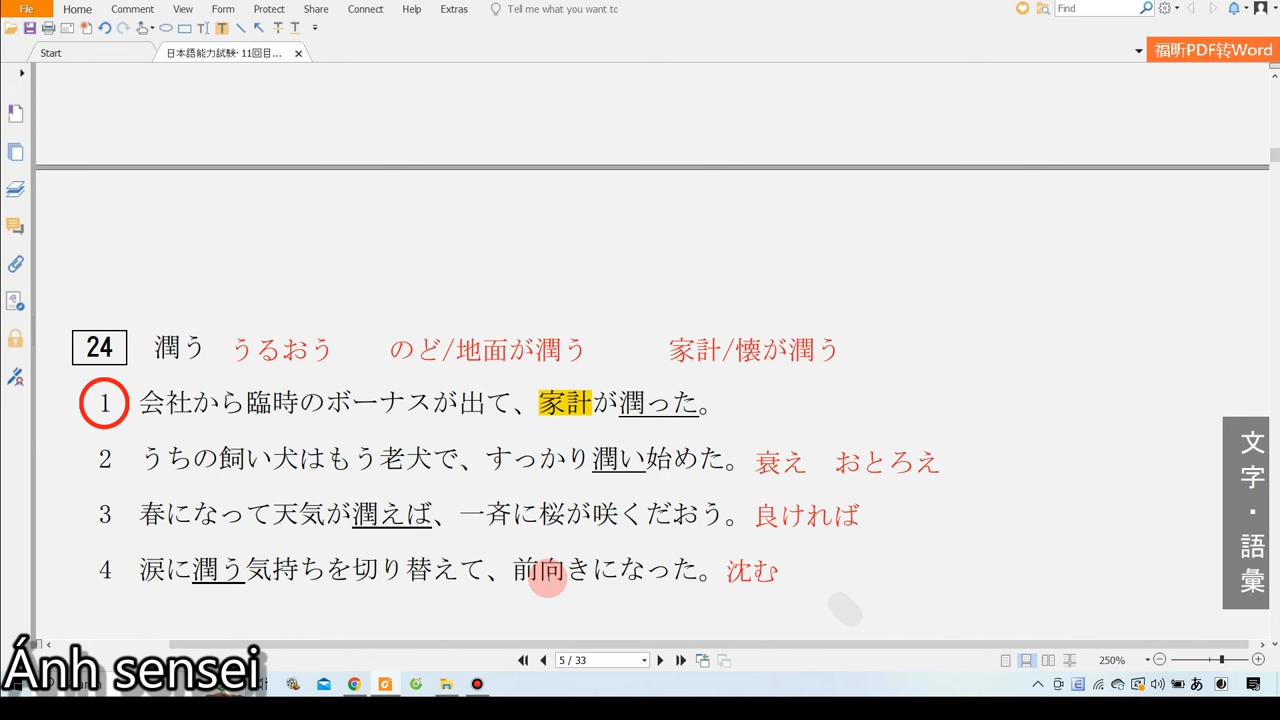 File Home Comment View Form Protect Share Connect Help Extras Tell me what you want to Find
Start 日本語能力試験· 11回目... 福昕PDF转Word
24 潤う うるおう のど/地面が潤う 家計/懐が潤う
1 会社から臨時のボーナスが出て、家計が潤った。
2 うちの飼い犬はもう老犬で、すっかり潤い始めた。 衰え おとろえ
3 春になって天気が潤えば、一斉に桜が咲くだおう。 良ければ
4 涙に潤う気持ちを切り替えて、前向きになった。 沈む
文字・語彙
5 / 33 250%
Ánh sensei
あ